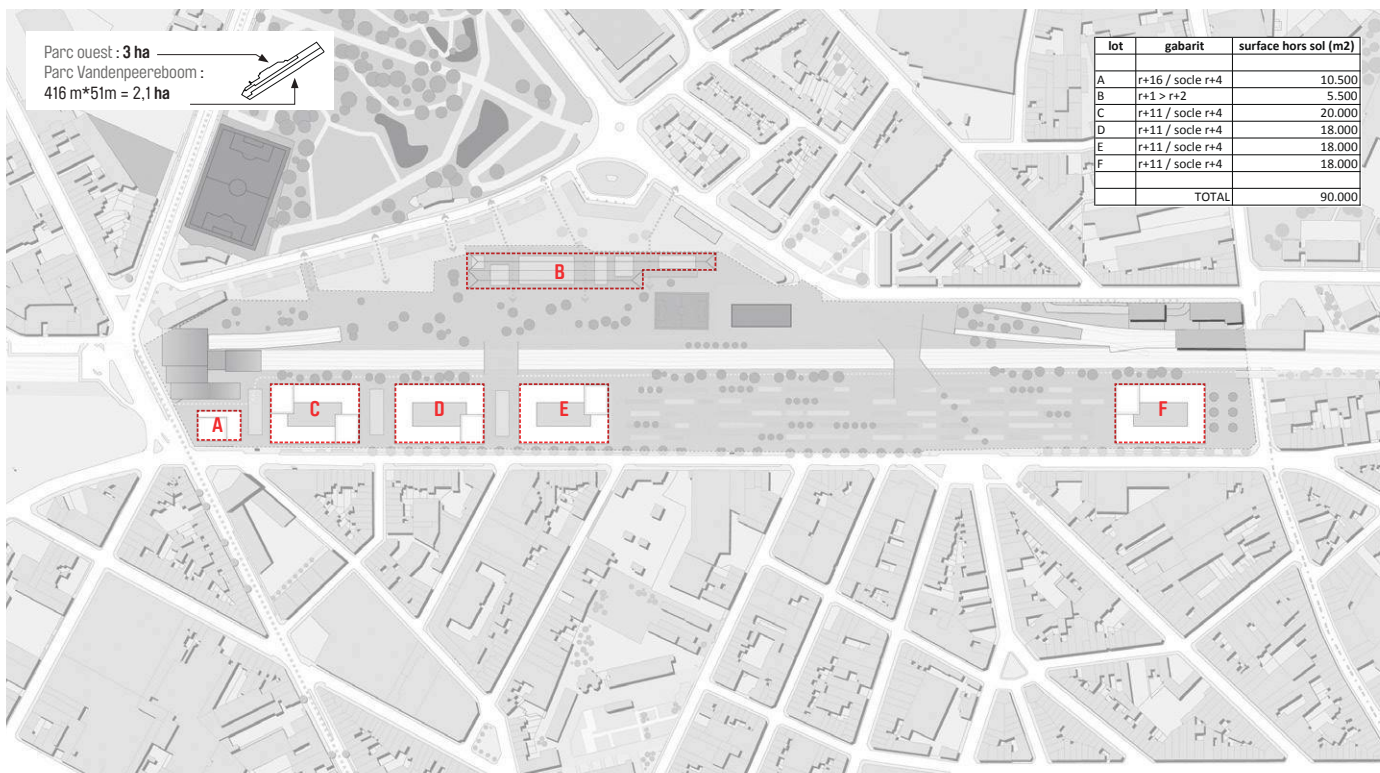 Parc ouest : 3 ha
Parc Vandenpeereboom :
416 m*51m = 2,1 ha
lot gabarit surface hors sol (m2)
A r+16 / socle r+4 10.500
B r+1 > r+2 5.500
C r+11 / socle r+4 20.000
D r+11 / socle r+4 18.000
E r+11 / socle r+4 18.000
F r+11 / socle r+4 18.000
TOTAL 90.000
B
A
C
D
E
F